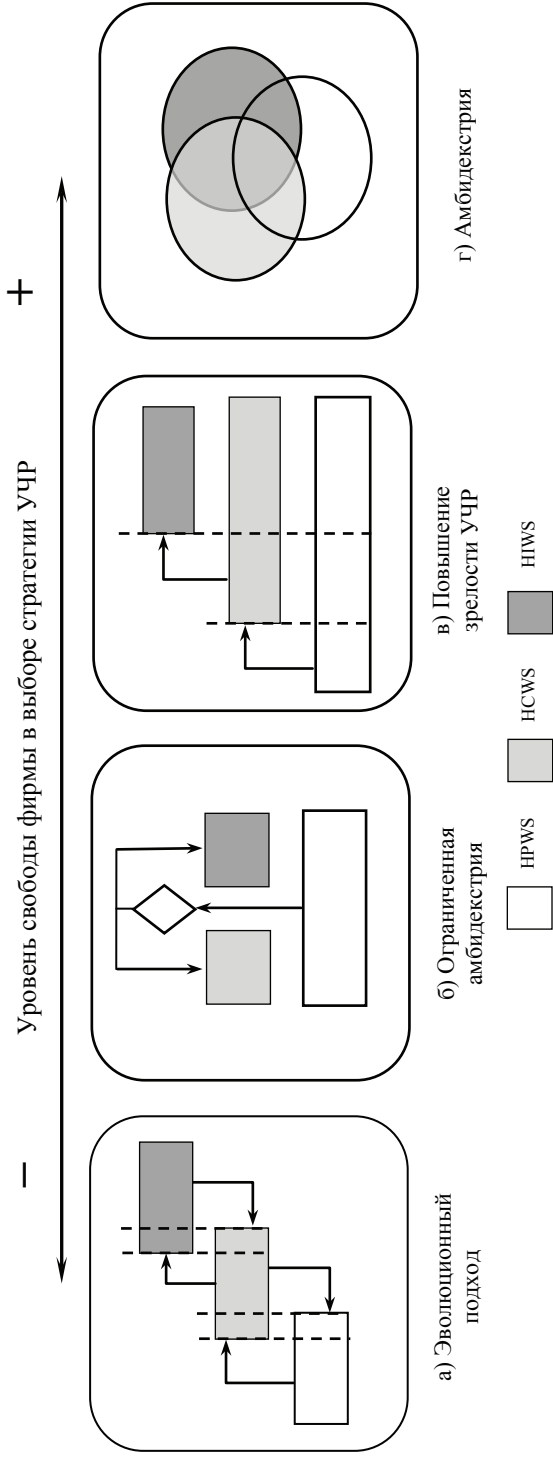 Уровень свободы фирмы в выборе стратегии УЧР
– +
а) Эволюционный
подход
б) Ограниченная
амбидекстрия
в) Повышение
зрелости УЧР
г) Амбидекстрия
HPWS
HCWS
HIWS